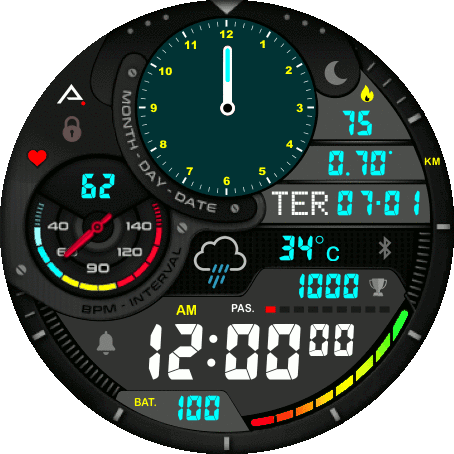 12
11 1
10 2
9 3
8 4
7 5
6
MONTH - DAY - DATE
75
0.70 KM
TER 07·01
62
40 140
60 120
90
BPM - INTERVAL
34°C
1000
AM PAS.
12:00 00
BAT. 100